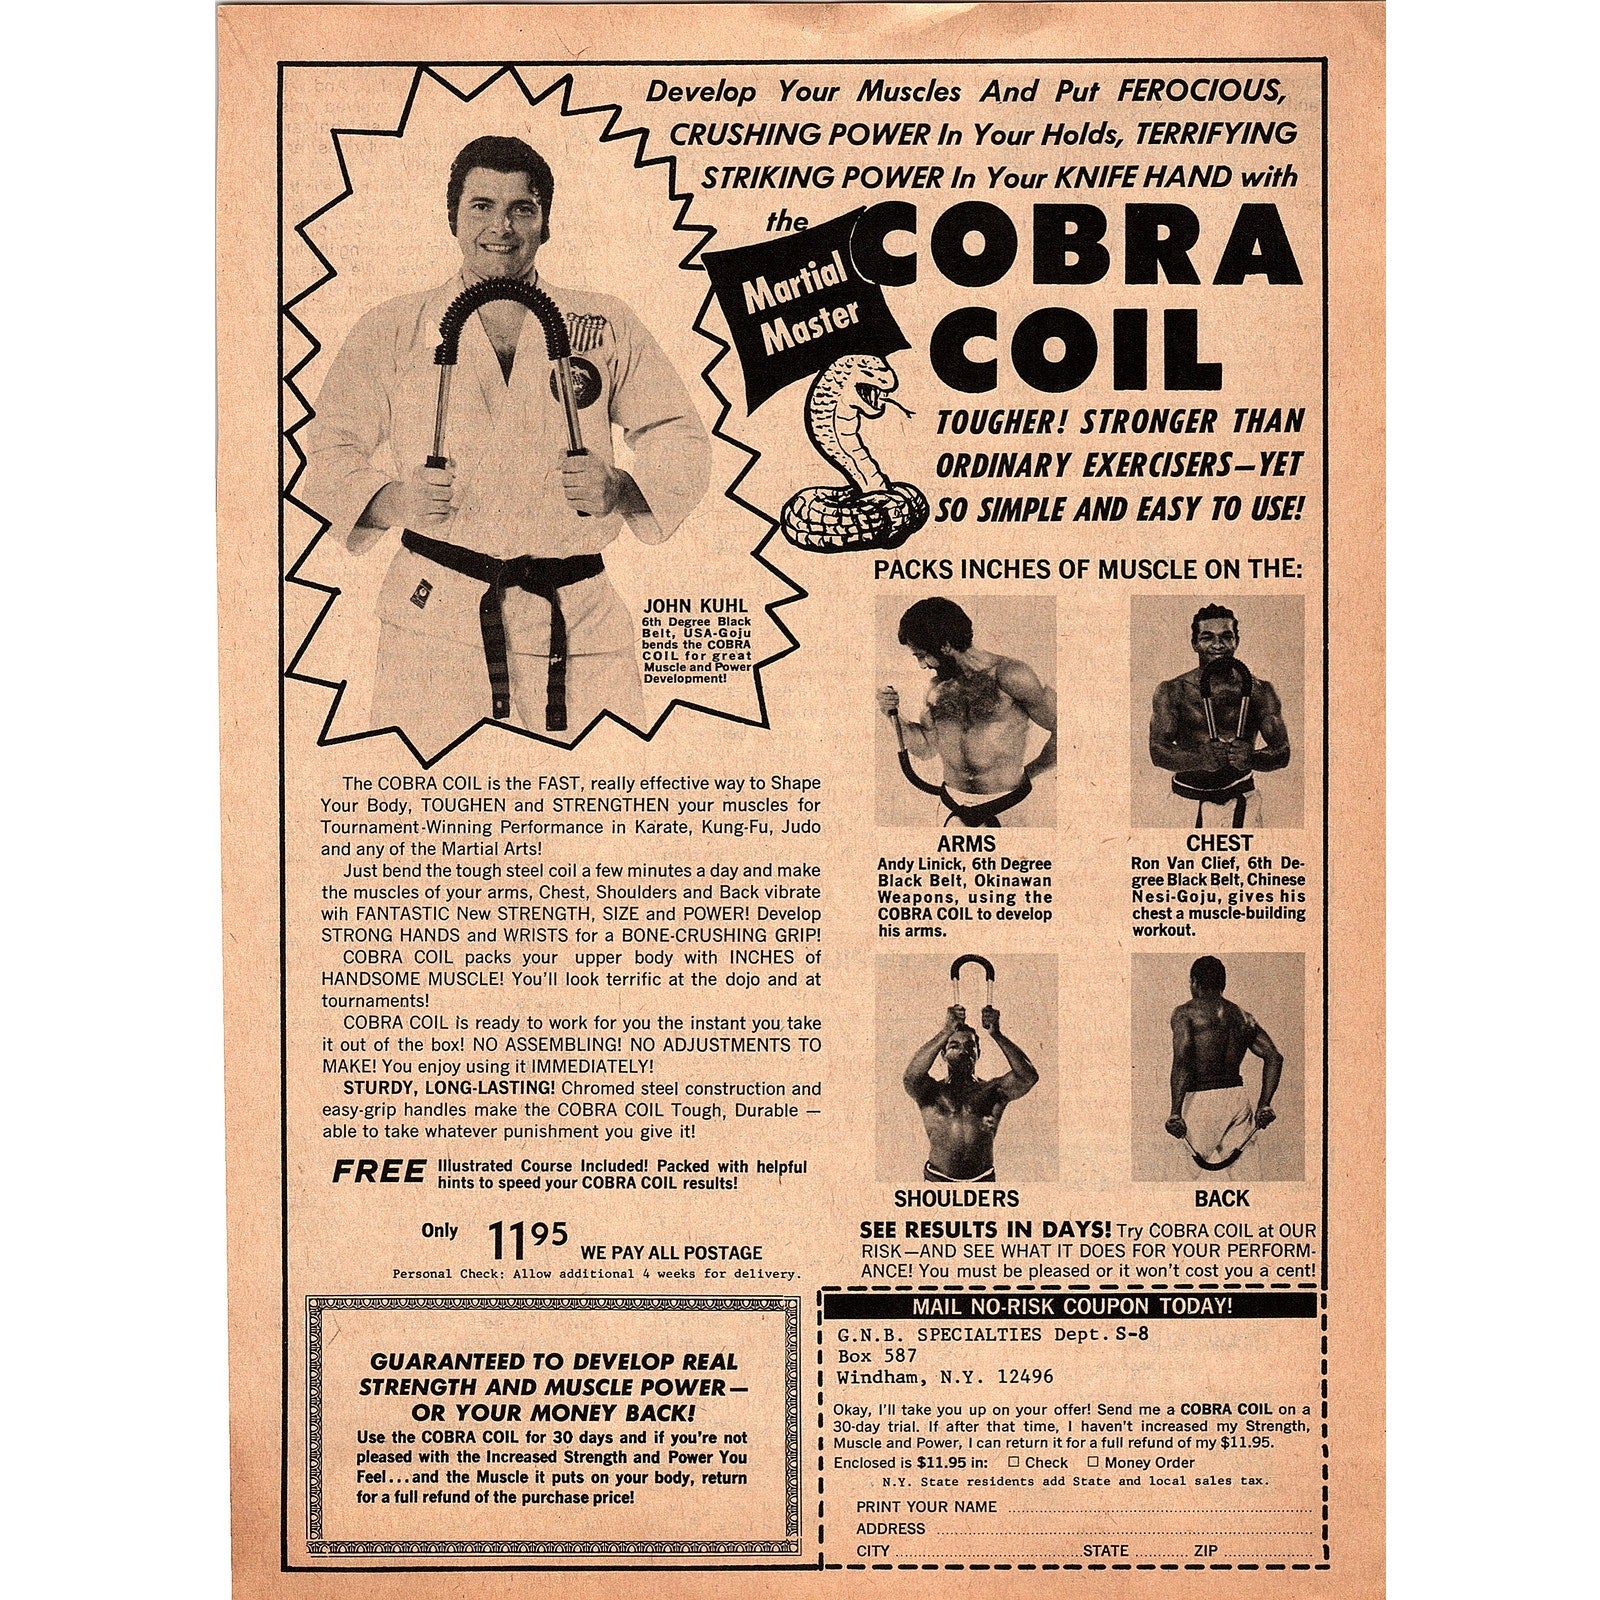 Develop Your Muscles And Put FEROCIOUS,
CRUSHING POWER In Your Holds, TERRIFYING
STRIKING POWER In Your KNIFE HAND with
the
Martial
Master
COBRA
COIL
TOUGHER! STRONGER THAN
ORDINARY EXERCISERS—YET
SO SIMPLE AND EASY TO USE!
JOHN KUHL
6th Degree Black
Belt, USA-Goju
bends the COBRA
COIL for great
Muscle and Power
Development!
PACKS INCHES OF MUSCLE ON THE:
ARMS
Andy Linick, 6th Degree
Black Belt, Okinawan
Weapons, using the
COBRA COIL to develop
his arms.
CHEST
Ron Van Clief, 6th De-
gree Black Belt, Chinese
Nesi-Goju, gives his
chest a muscle-building
workout.
SHOULDERS
BACK
The COBRA COIL is the FAST, really effective way to Shape
Your Body, TOUGHEN and STRENGTHEN your muscles for
Tournament-Winning Performance in Karate, Kung-Fu, Judo
and any of the Martial Arts!
Just bend the tough steel coil a few minutes a day and make
the muscles of your arms, Chest, Shoulders and Back vibrate
wih FANTASTIC New STRENGTH, SIZE and POWER! Develop
STRONG HANDS and WRISTS for a BONE-CRUSHING GRIP!
COBRA COIL packs your upper body with INCHES of
HANDSOME MUSCLE! You'll look terrific at the dojo and at
tournaments!
COBRA COIL is ready to work for you the instant you take
it out of the box! NO ASSEMBLING! NO ADJUSTMENTS TO
MAKE! You enjoy using it IMMEDIATELY!
STURDY, LONG-LASTING! Chromed steel construction and
easy-grip handles make the COBRA COIL Tough, Durable —
able to take whatever punishment you give it!
FREE Illustrated Course Included! Packed with helpful
hints to speed your COBRA COIL results!
Only 11 95 WE PAY ALL POSTAGE
Personal Check: Allow additional 4 weeks for delivery.
SEE RESULTS IN DAYS! Try COBRA COIL at OUR
RISK—AND SEE WHAT IT DOES FOR YOUR PERFORM-
ANCE! You must be pleased or it won't cost you a cent!
GUARANTEED TO DEVELOP REAL
STRENGTH AND MUSCLE POWER—
OR YOUR MONEY BACK!
Use the COBRA COIL for 30 days and if you're not
pleased with the Increased Strength and Power You
Feel...and the Muscle it puts on your body, return
for a full refund of the purchase price!
MAIL NO-RISK COUPON TODAY!
G.N.B. SPECIALTIES Dept. S-8
Box 587
Windham, N.Y. 12496
Okay, I'll take you up on your offer! Send me a COBRA COIL on a
30-day trial. If after that time, I haven't increased my Strength,
Muscle and Power, I can return it for a full refund of my $11.95.
Enclosed is $11.95 in: ☐ Check ☐ Money Order
N.Y. State residents add State and local sales tax.
PRINT YOUR NAME
ADDRESS
CITY STATE ZIP